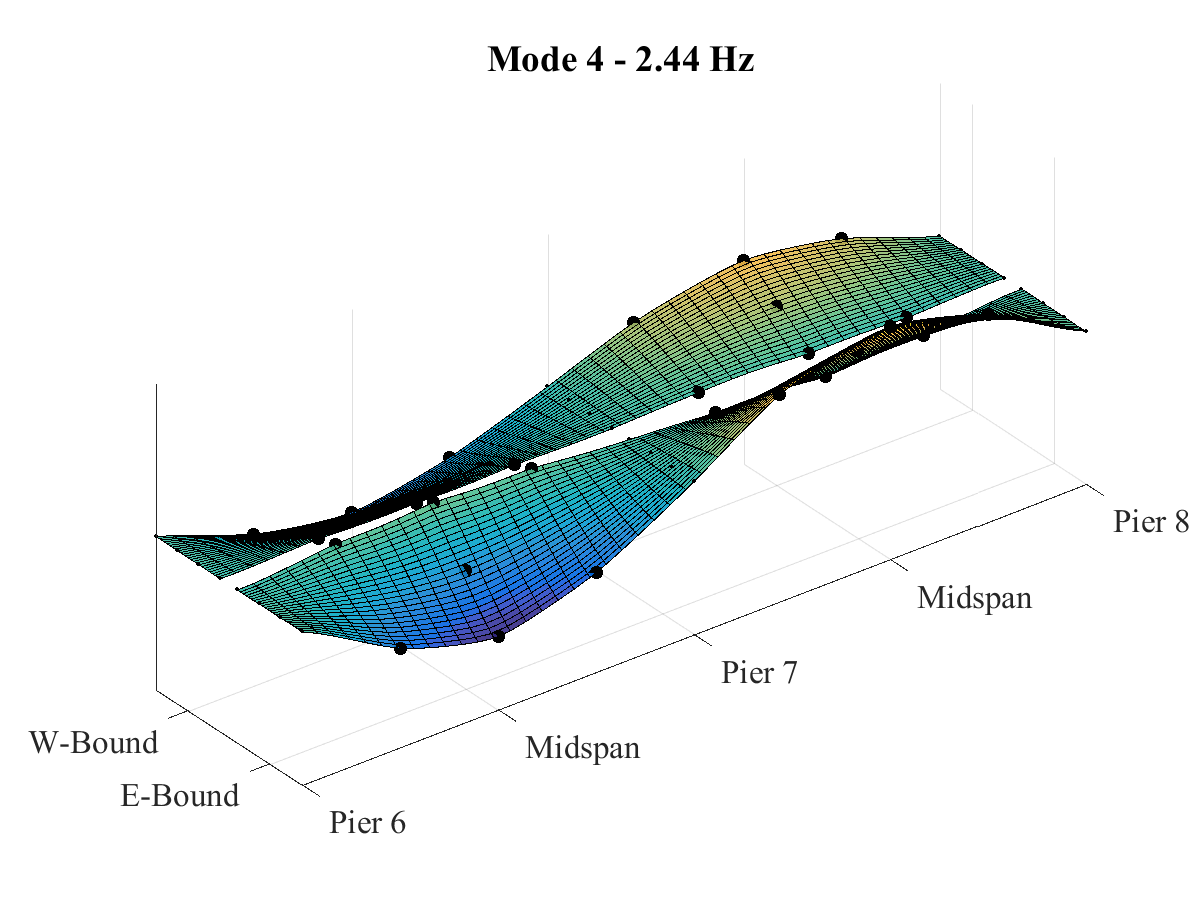 Mode 4 - 2.44 Hz
Pier 8
Midspan
Pier 7
W-Bound
Midspan
E-Bound
Pier 6